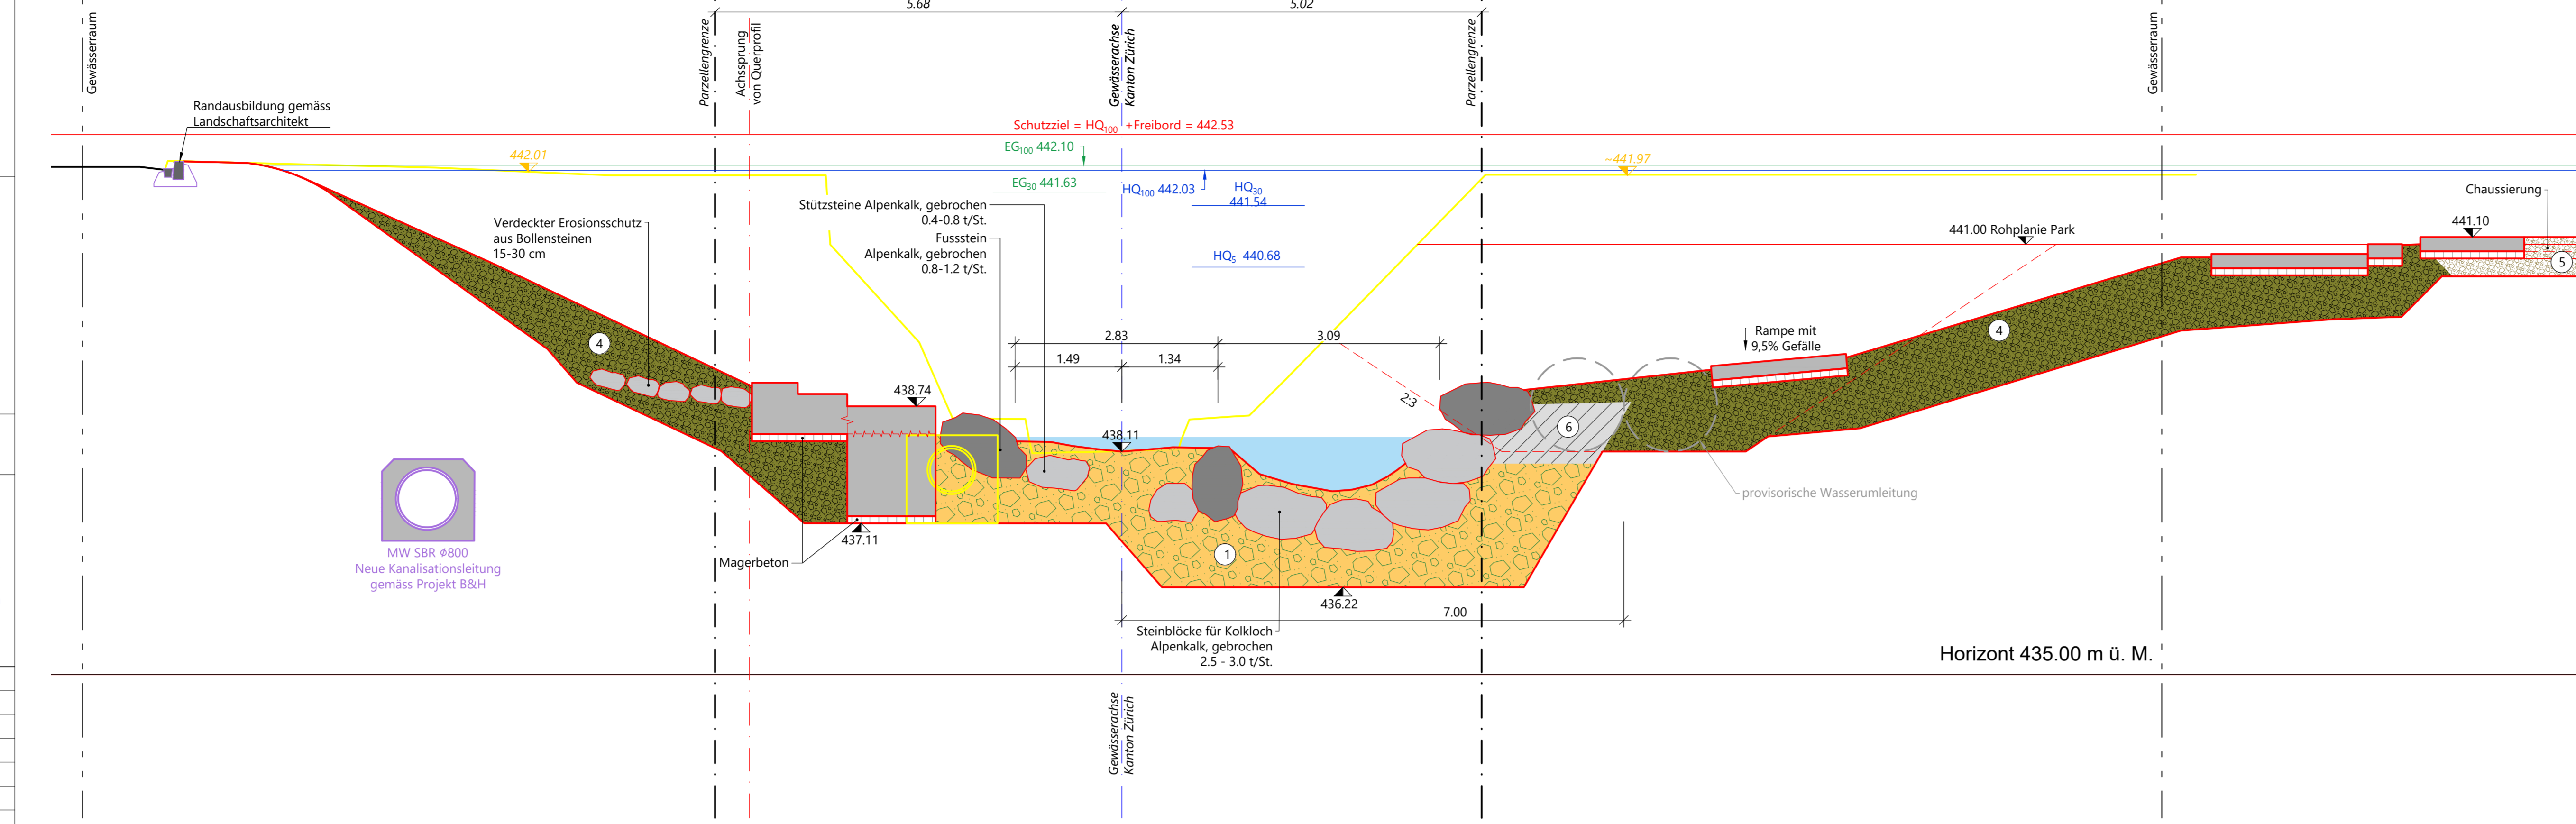 5.68
5.02
Gewässerraum
Parzellengrenze
Achssprung
von Querprofil
Gewässerachse
Kanton Zürich
Parzellengrenze
Gewässerraum
Randausbildung gemäss
Landschaftsarchitekt
Schutzziel = HQ100 +Freibord = 442.53
442.01
EG100 442.10
~441.97
EG30 441.63
HQ100 442.03
HQ30
441.54
Chaussierung
Stützsteine Alpenkalk, gebrochen
0.4-0.8 t/St.
Verdeckter Erosionsschutz
aus Bollensteinen
15-30 cm
441.00 Rohplanie Park
441.10
Fussstein
Alpenkalk, gebrochen
0.8-1.2 t/St.
HQ5 440.68
5
4
2.83
3.09
Rampe mit
9,5% Gefälle
4
1.49
1.34
438.74
2:3
438.11
6
provisorische Wasserumleitung
437.11
MW SBR ø800
Neue Kanalisationsleitung
gemäss Projekt B&H
Magerbeton
1
436.22
7.00
Steinblöcke für Kolkloch
Alpenkalk, gebrochen
2.5 - 3.0 t/St.
Horizont 435.00 m ü. M.
Gewässerachse
Kanton Zürich